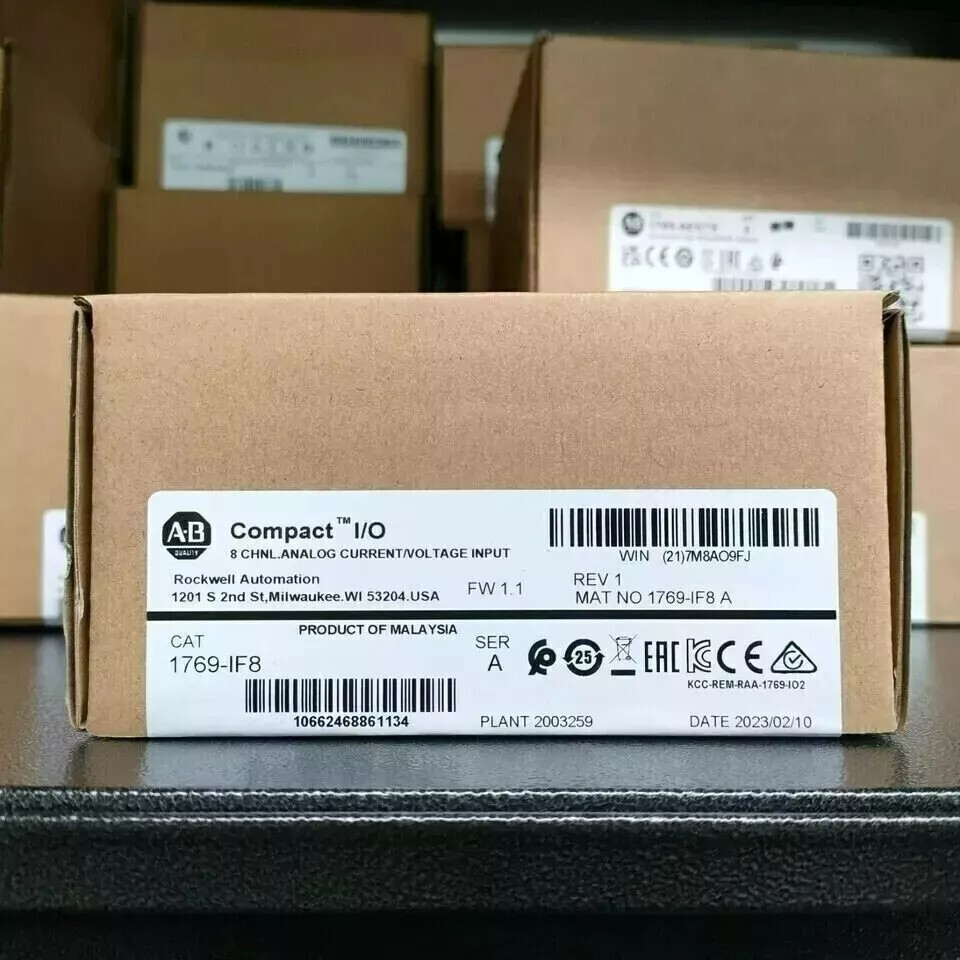 A-B
QUALITY
Compact™ I/O
8 CHNL.ANALOG CURRENT/VOLTAGE INPUT
WIN (21)7M8AO9FJ
Rockwell Automation
1201 S 2nd St,Milwaukee.WI 53204.USA
FW 1.1
REV 1
MAT NO 1769-IF8 A
PRODUCT OF MALAYSIA
CAT
1769-IF8
SER
A
25
EAC
CE
KCC-REM-RAA-1769-IO2
10662468861134
PLANT 2003259
DATE 2023/02/10